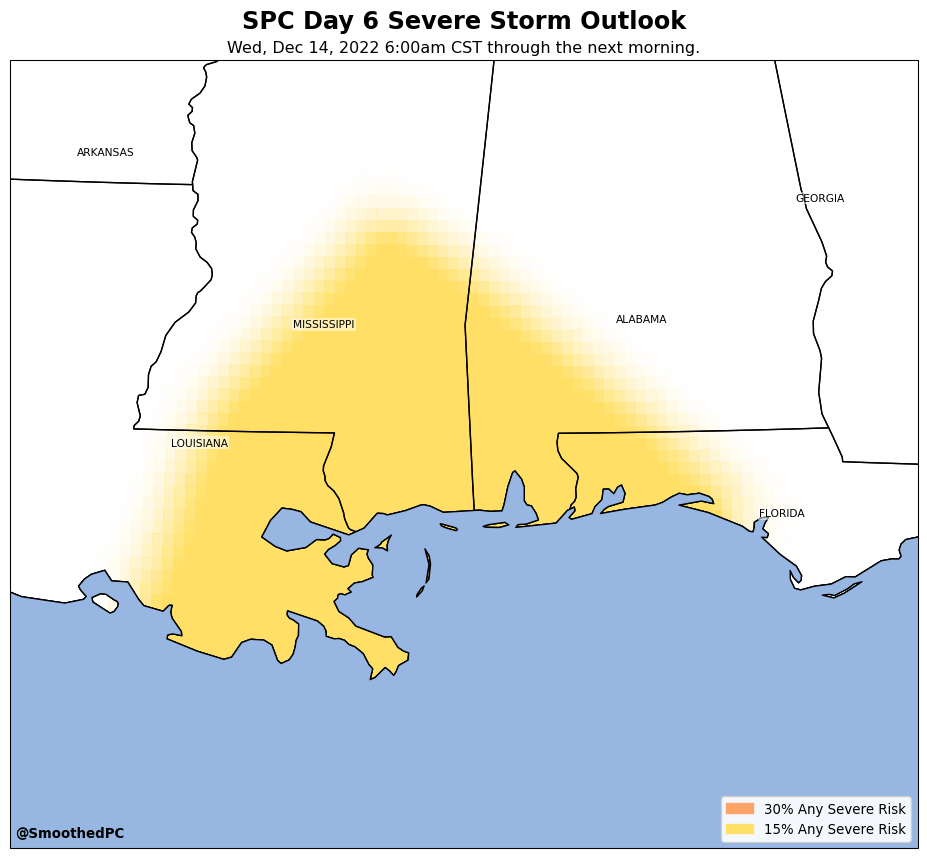 SPC Day 6 Severe Storm Outlook
Wed, Dec 14, 2022 6:00am CST through the next morning.
ARKANSAS
GEORGIA
MISSISSIPPI
ALABAMA
LOUISIANA
FLORIDA
30% Any Severe Risk
15% Any Severe Risk
@SmoothedPC